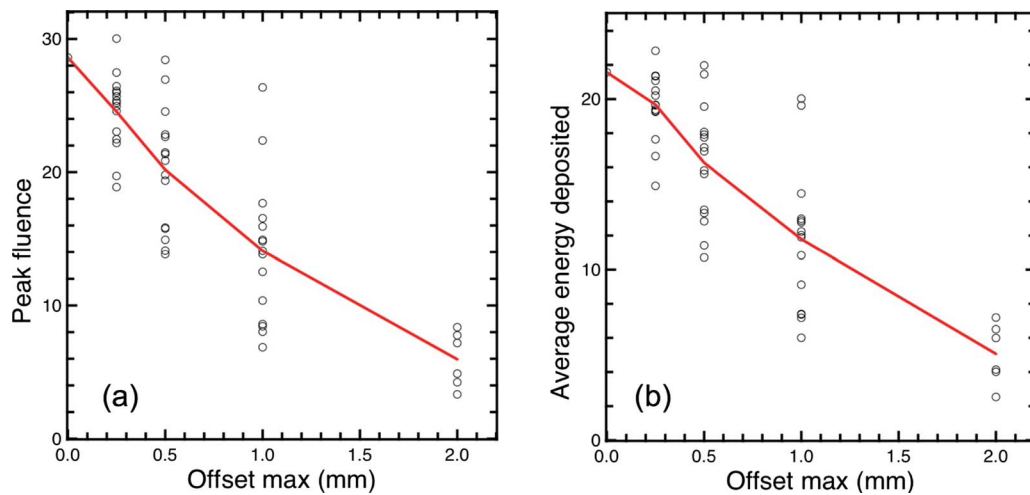 30
20
10
0
Peak fluence
(a)
0.0 0.5 1.0 1.5 2.0
Offset max (mm)
20
10
0
Average energy deposited
(b)
0.0 0.5 1.0 1.5 2.0
Offset max (mm)